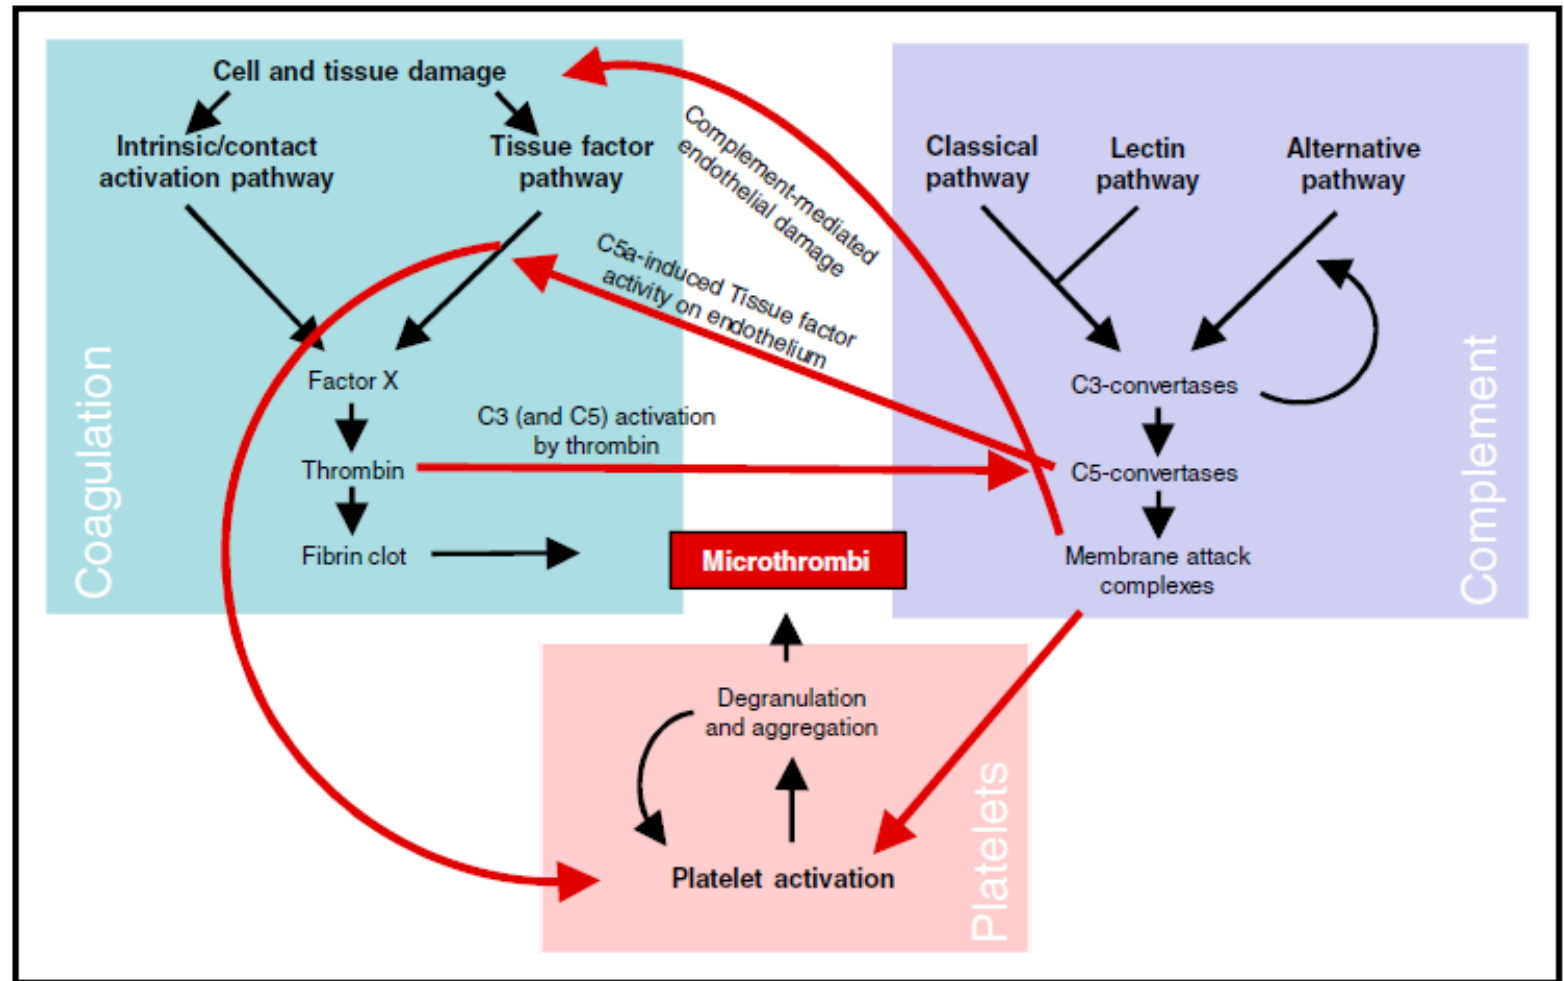 Cell and tissue damage
Intrinsic/contact
activation pathway
Tissue factor
pathway
Factor X
Thrombin
Fibrin clot
Coagulation
Complement-mediated
endothelial damage
C5a-induced Tissue factor
activity on endothelium
C3 (and C5) activation
by thrombin
Microthrombi
Classical
pathway
Lectin
pathway
Alternative
pathway
C3-convertases
C5-convertases
Membrane attack
complexes
Complement
Degranulation
and aggregation
Platelet activation
Platelets